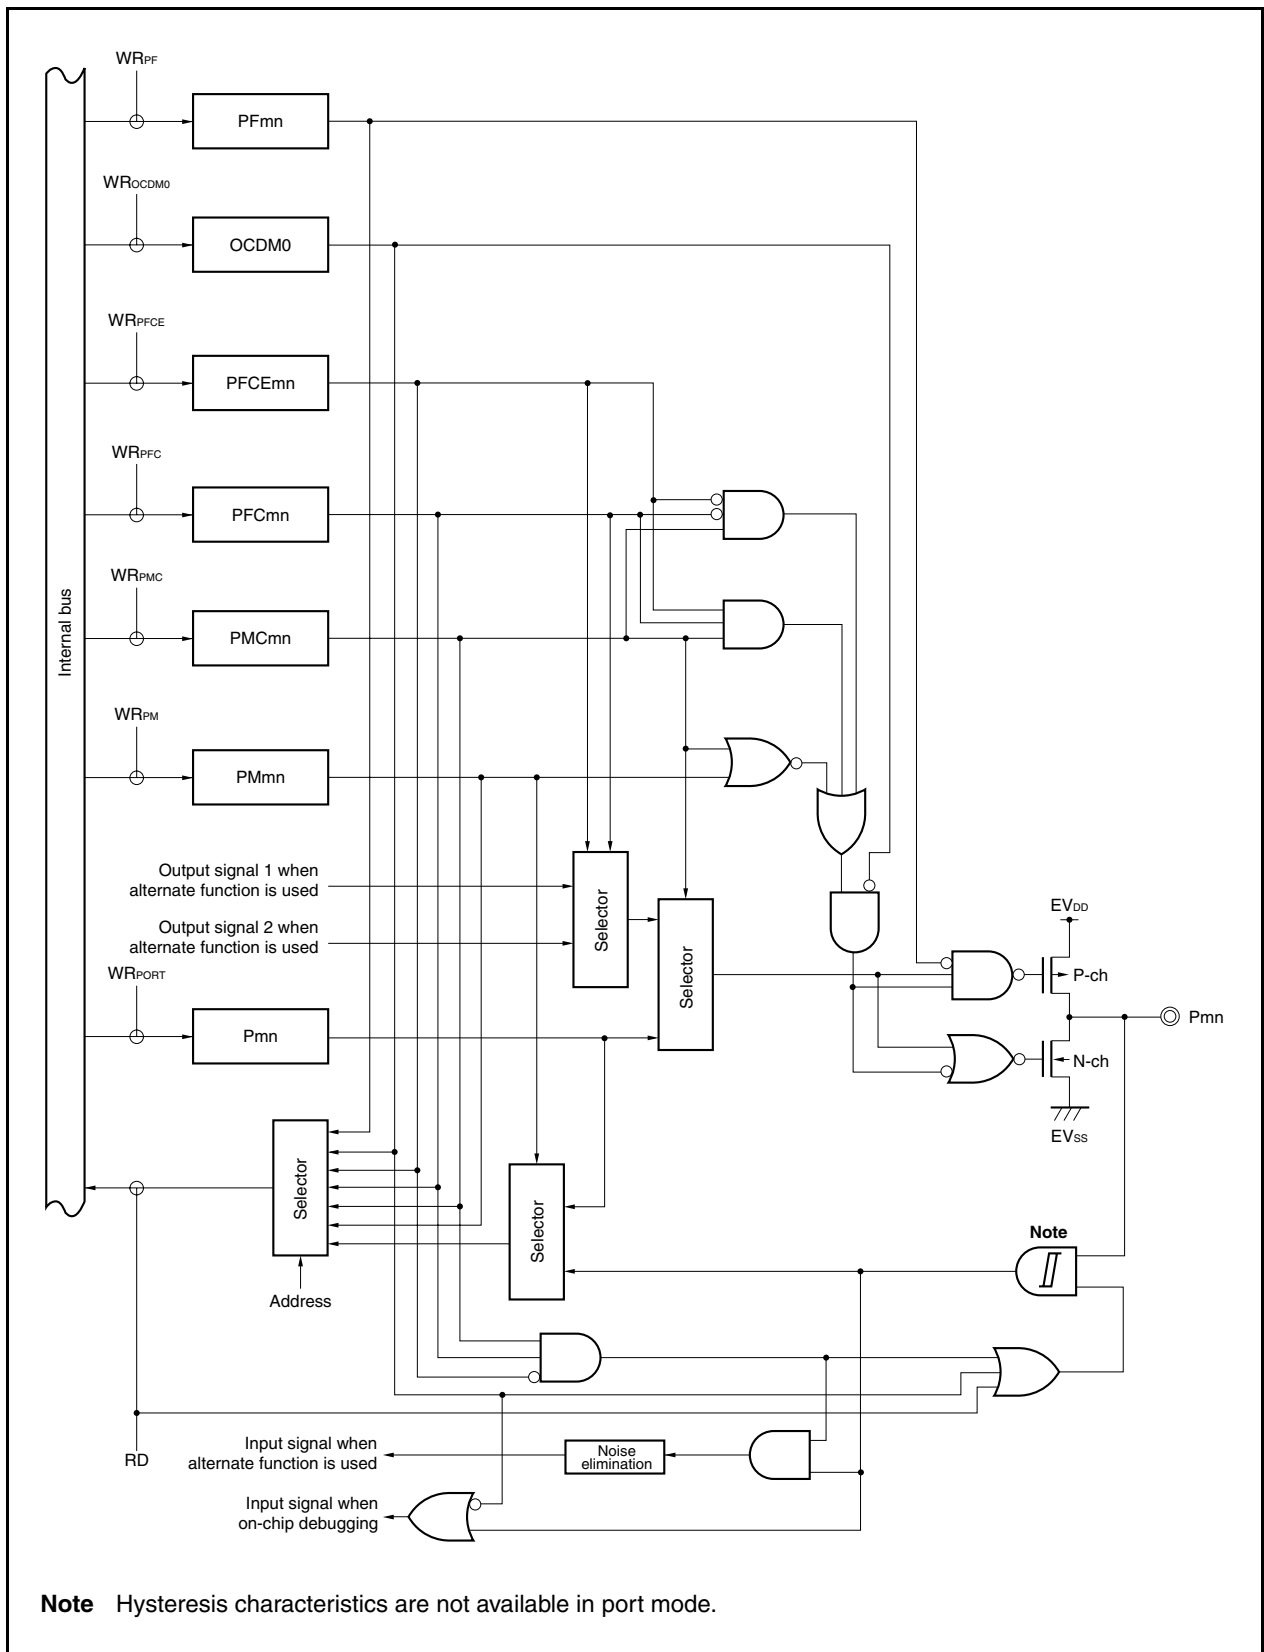 WRPF
PFmn
WROCDM0
OCDM0
WRPFCE
PFCEmn
WRPFC
PFCmn
WRPMC
PMCmn
Internal bus
WRPM
PMmn
Output signal 1 when
alternate function is used
Output signal 2 when
alternate function is used
Selector
Selector
WRPORT
Pmn
EVDD
P-ch
Pmn
N-ch
EVSS
Selector
Selector
Address
Note
RD
Input signal when
alternate function is used
Noise
elimination
Input signal when
on-chip debugging
Note Hysteresis characteristics are not available in port mode.